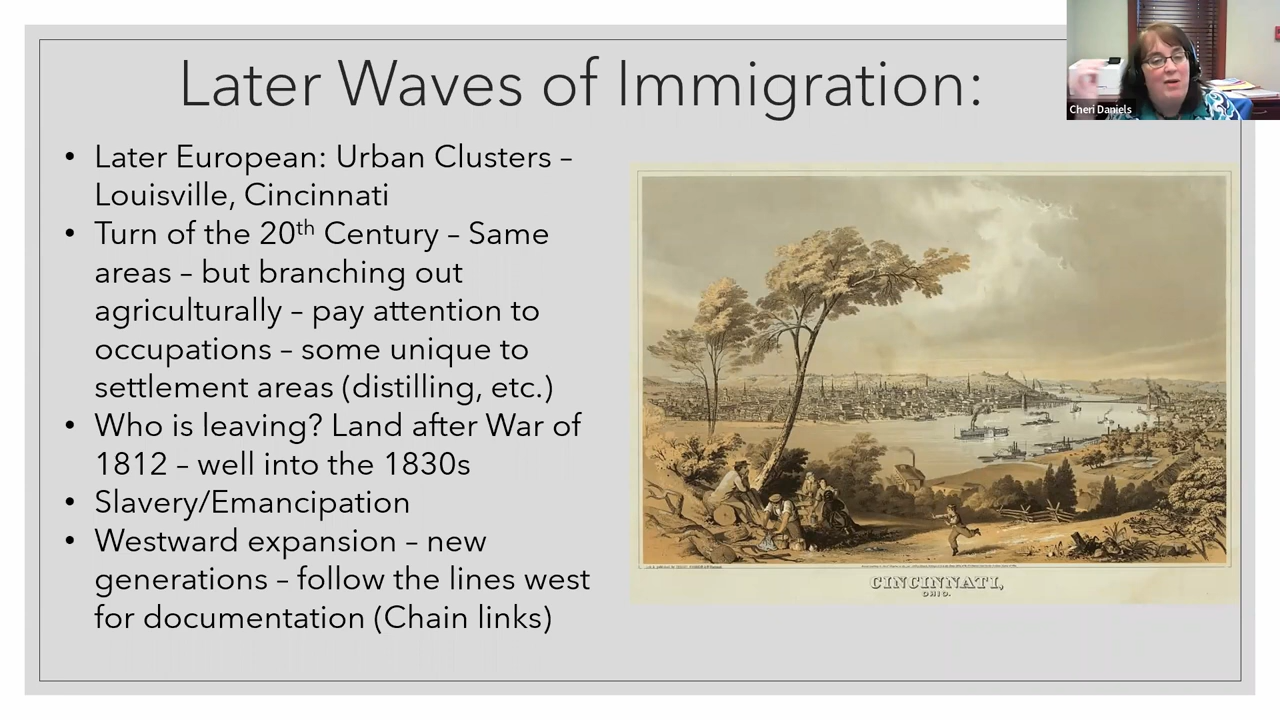 Later Waves of Immigration:
Cheri Daniels
• Later European: Urban Clusters –
Louisville, Cincinnati
• Turn of the 20th Century – Same
areas – but branching out
agriculturally – pay attention to
occupations – some unique to
settlement areas (distilling, etc.)
• Who is leaving? Land after War of
1812 – well into the 1830s
• Slavery/Emancipation
• Westward expansion – new
generations – follow the lines west
for documentation (Chain links)
CINCINNATI,
OHIO.